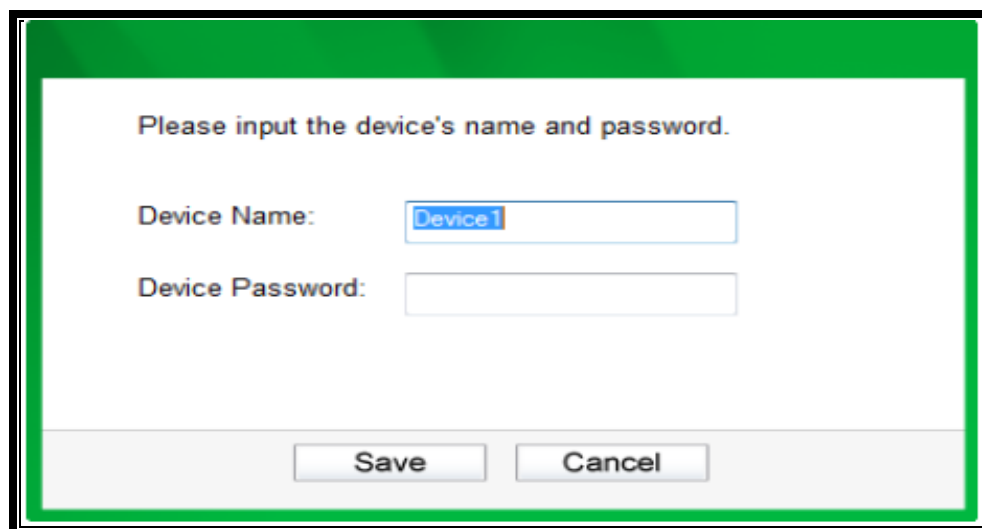 Please input the device's name and password.
Device Name: Device1
Device Password:
Save Cancel